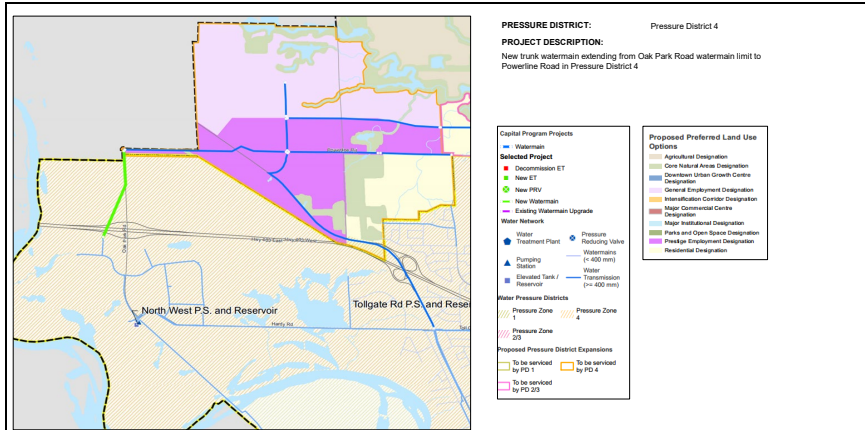 PRESSURE DISTRICT: Pressure District 4
PROJECT DESCRIPTION:
New trunk watermain extending from Oak Park Road watermain limit to
Powerline Road in Pressure District 4
Capital Program Projects
Watermain
Selected Project
Decommission ET
New ET
New PRV
New Watermain
Existing Watermain Upgrade
Water Network
Water
Treatment Plant
Pressure
Reducing Valve
Pumping
Station
Watermains
(< 400 mm)
Elevated Tank /
Reservoir
Water
Transmission
(>= 400 mm)
Water Pressure Districts
Pressure Zone
1
Pressure Zone
4
Pressure Zone
2/3
Proposed Pressure District Expansions
To be serviced
by PD 1
To be serviced
by PD 4
To be serviced
by PD 2/3
Proposed Preferred Land Use
Options
Agricultural Designation
Core Natural Areas Designation
Downtown Urban Growth Centre
Designation
General Employment Designation
Intensification Corridor Designation
Major Commercial Centre
Designation
Major Institutional Designation
Parks and Open Space Designation
Prestige Employment Designation
Residential Designation
Oak Park Rd
North West P.S. and Reservoir
Tollgate Rd P.S. and Rese
Hardy Rd